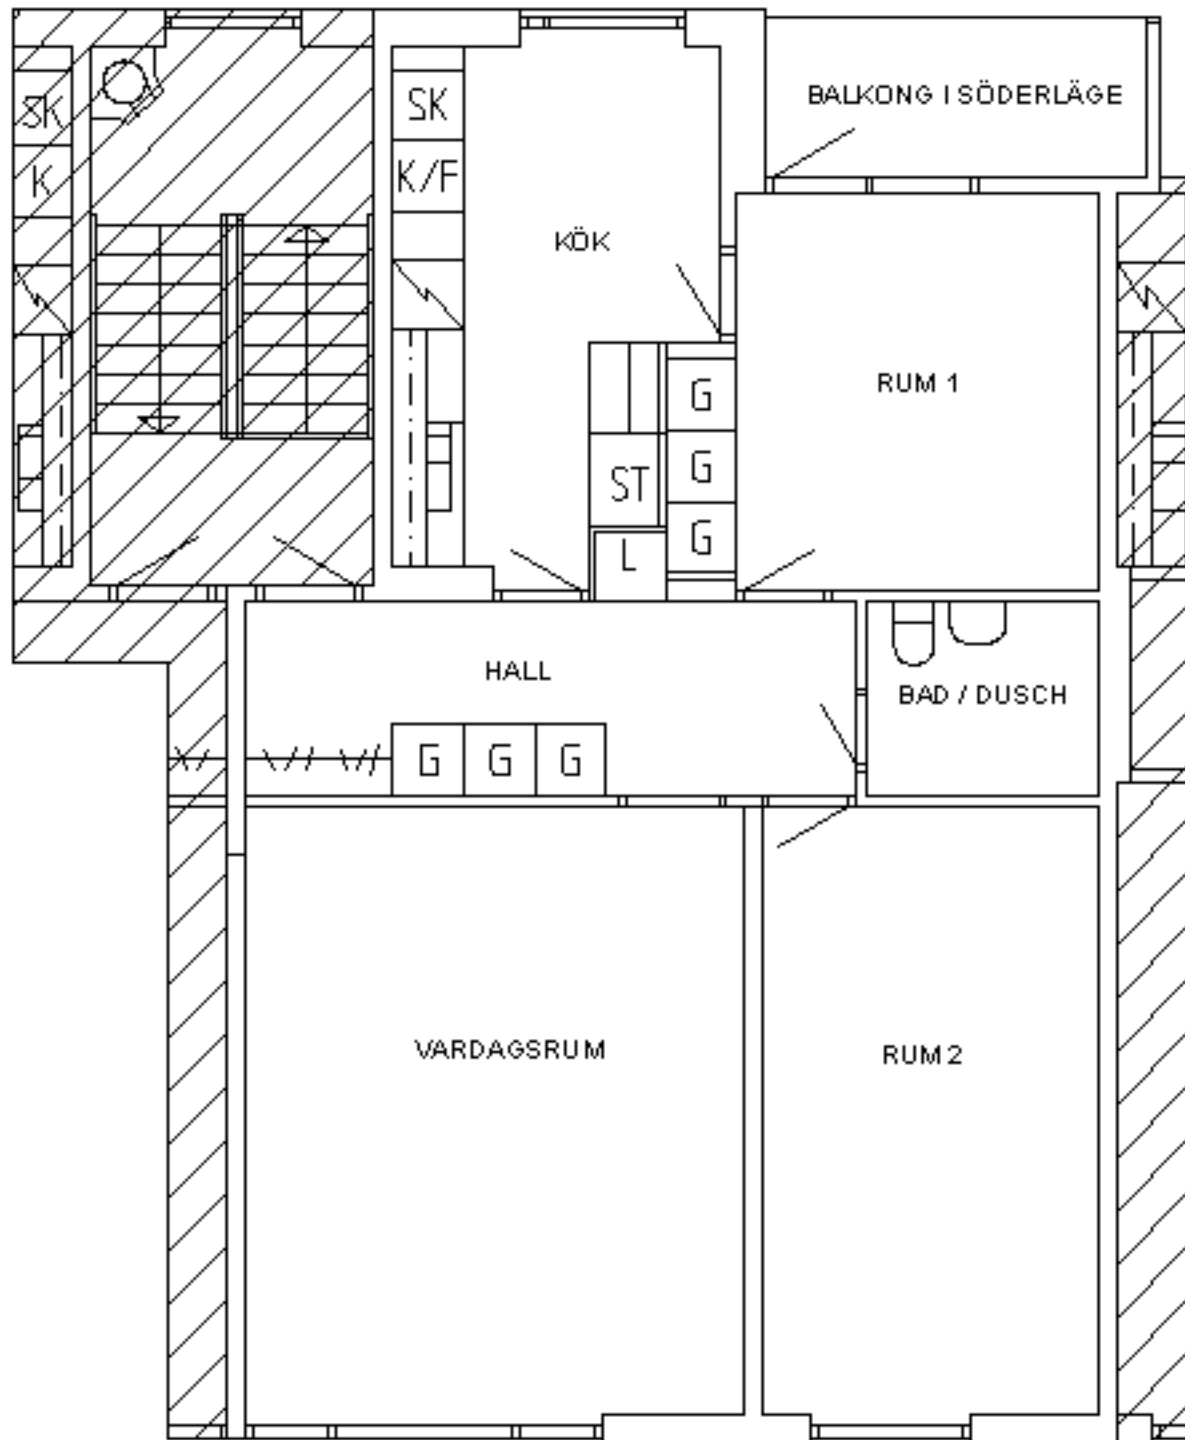 BALKONG I SÖDERLÄGE
SK
SK
K
K/F
KÖK
RUM 1
G
G
ST
G
L
HALL
BAD / DUSCH
G
G
G
VARDAGSRUM
RUM 2